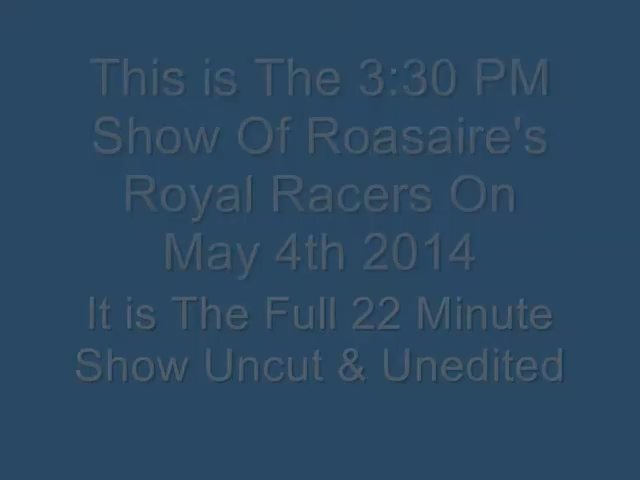 This is The 3:30 PM
Show Of Roasaire's
Royal Racers On
May 4th 2014
It is The Full 22 Minute
Show Uncut & Unedited